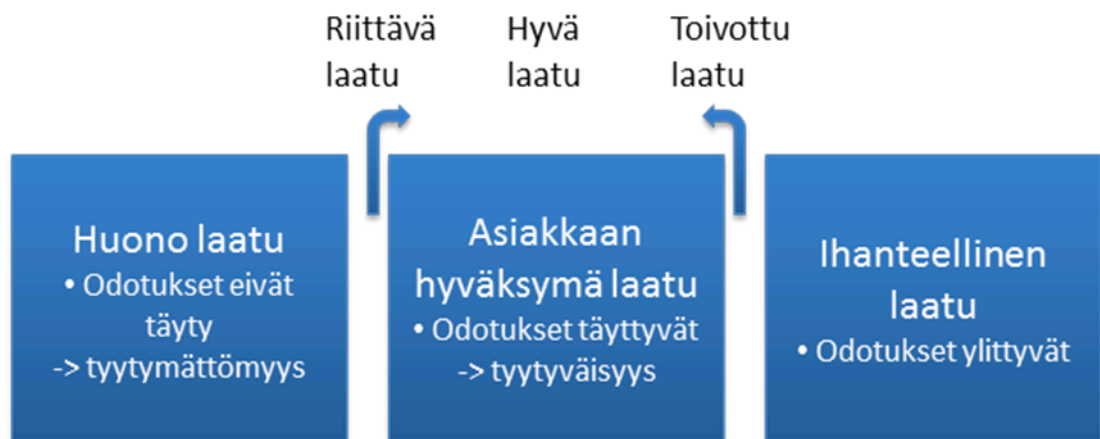 Riittävä
laatu
Hyvä
laatu
Toivottu
laatu
Huono laatu
• Odotukset eivät
täyty
-> tyytymättömyys
Asiakkaan
hyväksymä laatu
• Odotukset täyttyvät
-> tyytyväisyys
Ihanteellinen
laatu
• Odotukset ylittyvät